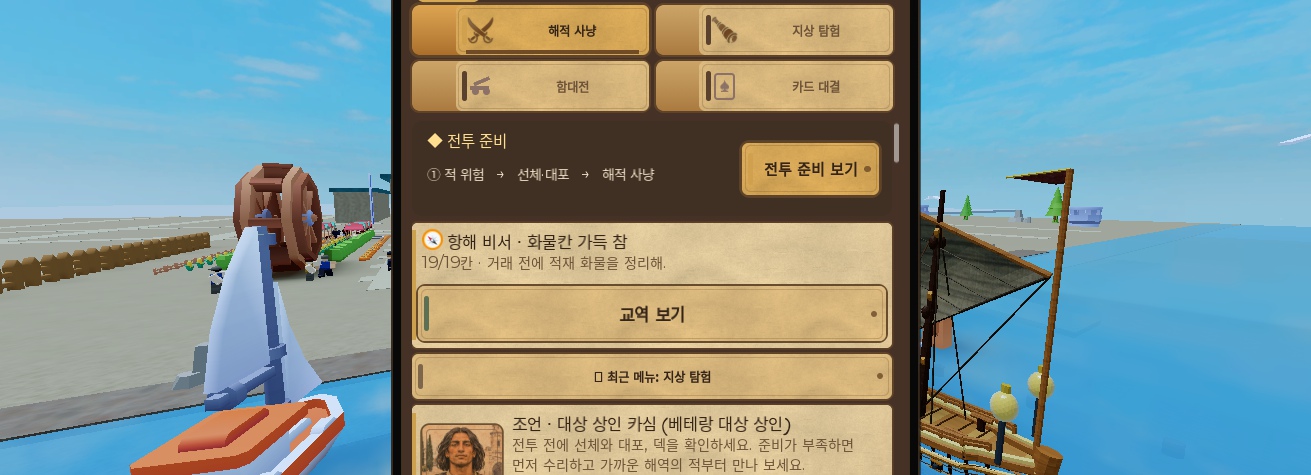 해적 사냥
지상 탐험
함대전
카드 대결
◆ 전투 준비
① 적 위험 → 선체·대포 → 해적 사냥
전투 준비 보기
항해 비서 · 화물칸 가득 참
19/19칸 · 거래 전에 적재 화물을 정리해.
교역 보기
최근 메뉴: 지상 탐험
조언 · 대상 상인 카심 (베테랑 대상 상인)
전투 전에 선체와 대포, 덱을 확인하세요. 준비가 부족하면
먼저 수리하고 가까운 해역의 적부터 만나 보세요.